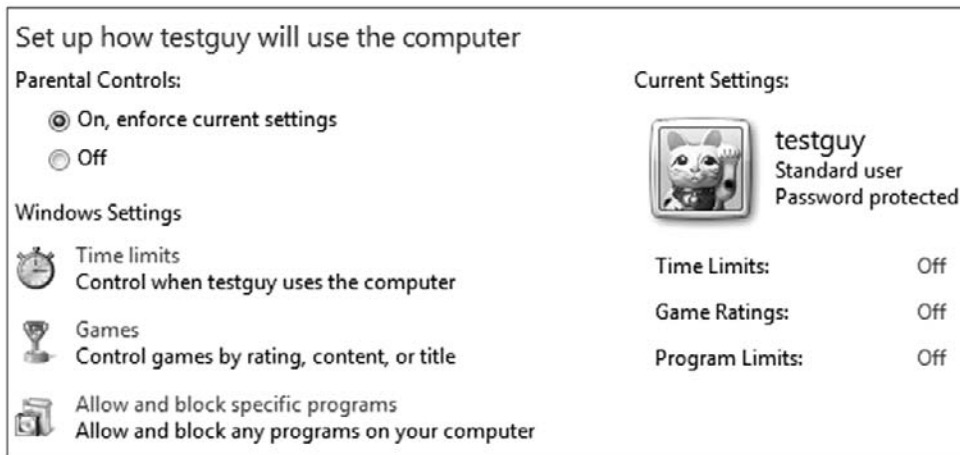 Set up how testguy will use the computer
Parental Controls:
On, enforce current settings
Off
Windows Settings
Time limits
Control when testguy uses the computer
Games
Control games by rating, content, or title
Allow and block specific programs
Allow and block any programs on your computer
Current Settings:
testguy
Standard user
Password protected
Time Limits: Off
Game Ratings: Off
Program Limits: Off